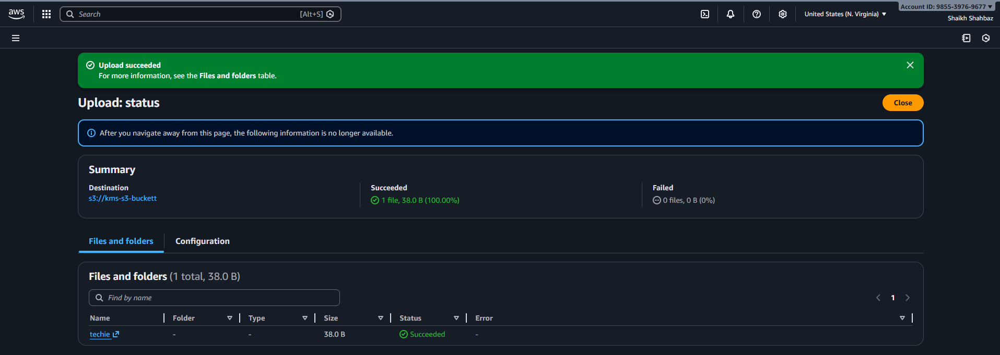 aws
Search [Alt+S]
United States (N. Virginia)
Account ID: 9855-3976-9677
Shaikh Shahbaz
Upload succeeded
For more information, see the Files and folders table.
Upload: status
Close
After you navigate away from this page, the following information is no longer available.
Summary
Destination
s3://kms-s3-buckett
Succeeded
1 file, 38.0 B (100.00%)
Failed
0 files, 0 B (0%)
Files and folders
Configuration
Files and folders (1 total, 38.0 B)
Find by name
1
Name Folder Type Size Status Error
techie - - 38.0 B Succeeded -